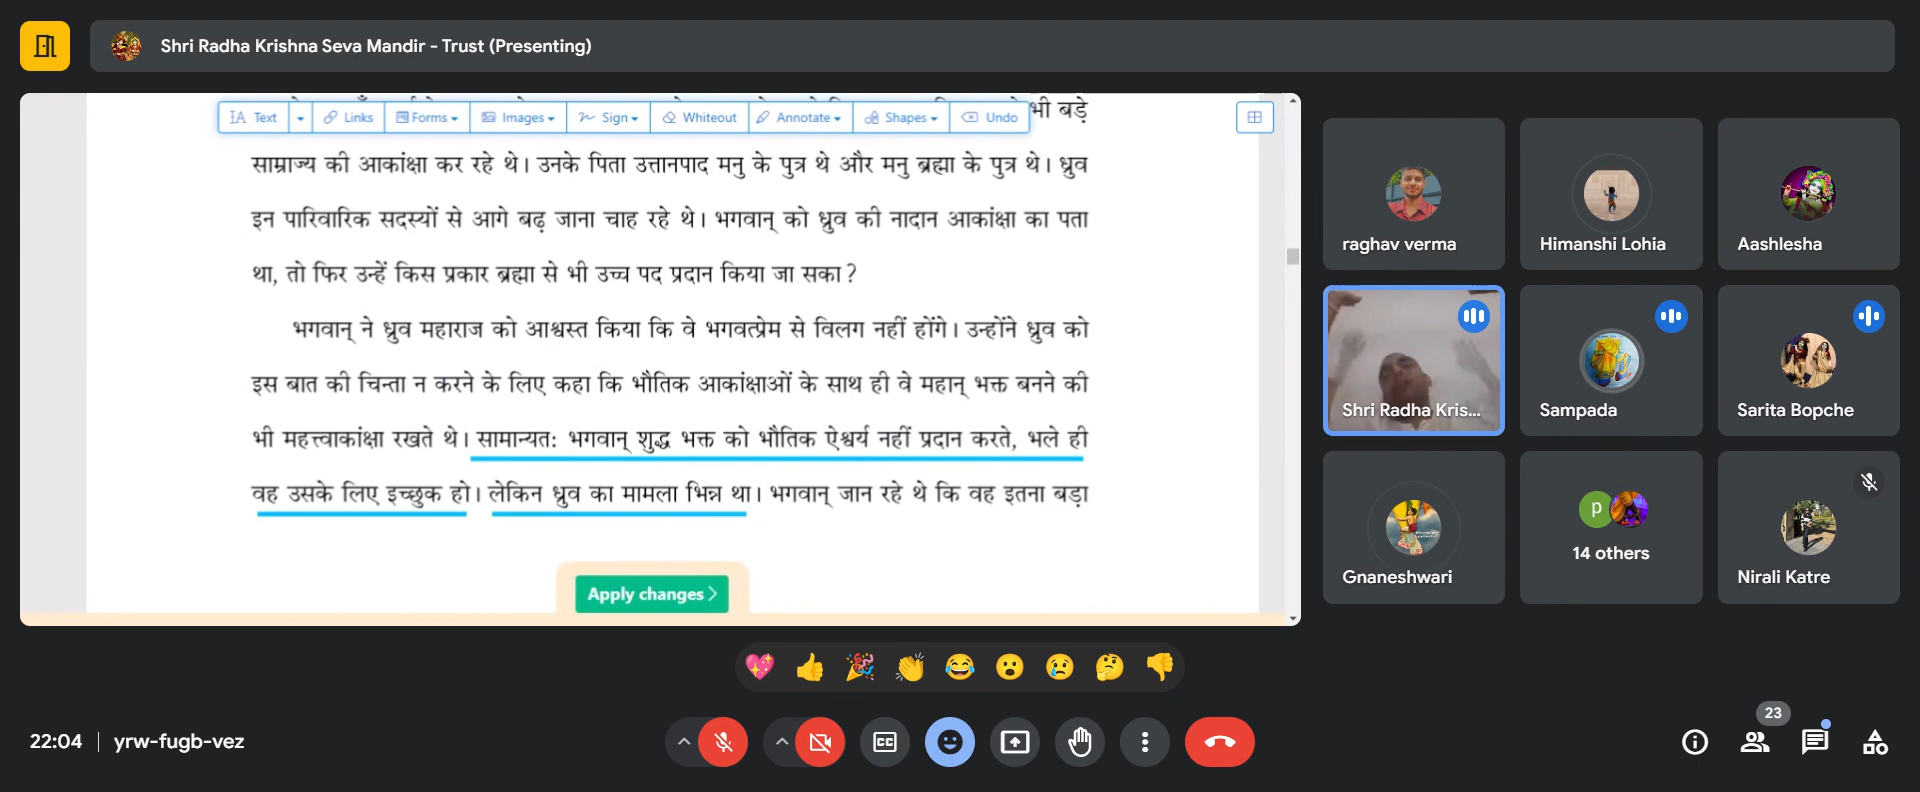 Shri Radha Krishna Seva Mandir - Trust (Presenting)
भी बड़े
Text Links Forms Images Sign Whiteout Annotate Shapes Undo
साम्राज्य की आकांक्षा कर रहे थे। उनके पिता उत्तानपाद मनु के पुत्र थे और मनु ब्रह्मा के पुत्र थे। ध्रुव
इन पारिवारिक सदस्यों से आगे बढ़ जाना चाह रहे थे। भगवान् को ध्रुव की नादान आकांक्षा का पता
था, तो फिर उन्हें किस प्रकार ब्रह्मा से भी उच्च पद प्रदान किया जा सका?
भगवान् ने ध्रुव महाराज को आश्वस्त किया कि वे भगवत्प्रेम से विलग नहीं होंगे। उन्होंने ध्रुव को
इस बात की चिन्ता न करने के लिए कहा कि भौतिक आकांक्षाओं के साथ ही वे महान् भक्त बनने की
भी महत्त्वाकांक्षा रखते थे। सामान्यत: भगवान् शुद्ध भक्त को भौतिक ऐश्वर्य नहीं प्रदान करते, भले ही
वह उसके लिए इच्छुक हो। लेकिन ध्रुव का मामला भिन्न था। भगवान् जान रहे थे कि वह इतना बड़ा
Apply changes
raghav verma
Himanshi Lohia
Aashlesha
Shri Radha Kris...
Sampada
Sarita Bopche
Gnaneshwari
P
14 others
Nirali Katre
22:04 | yrw-fugb-vez
CC
23